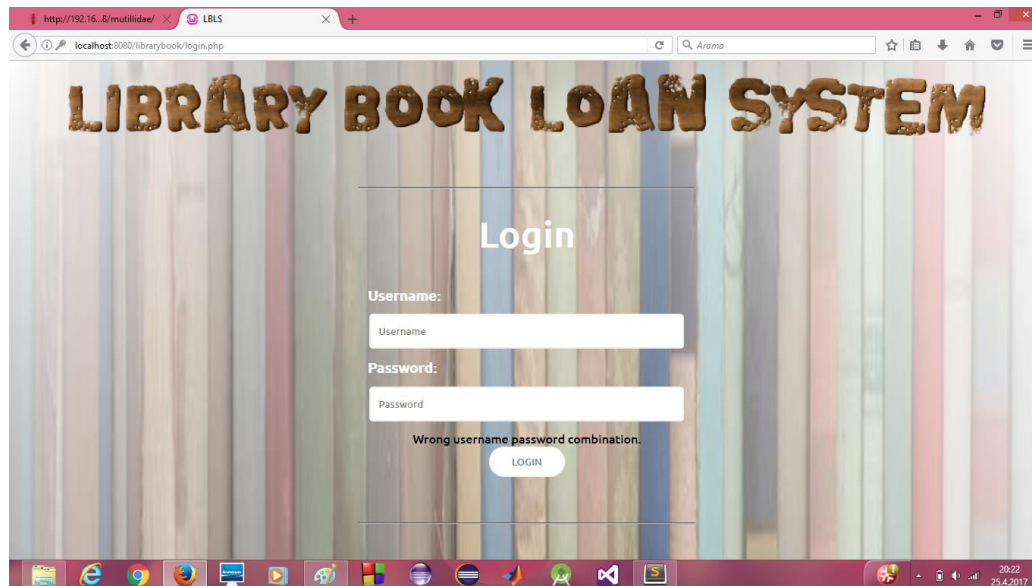 http://192.16...8/mutillidae/
LBLS
localhost:8080/librarybook/login.php
Arama
LIBRARY BOOK LOAN SYSTEM
Login
Username:
Username
Password:
Password
Wrong username password combination.
LOGIN
20:22
25.4.2017